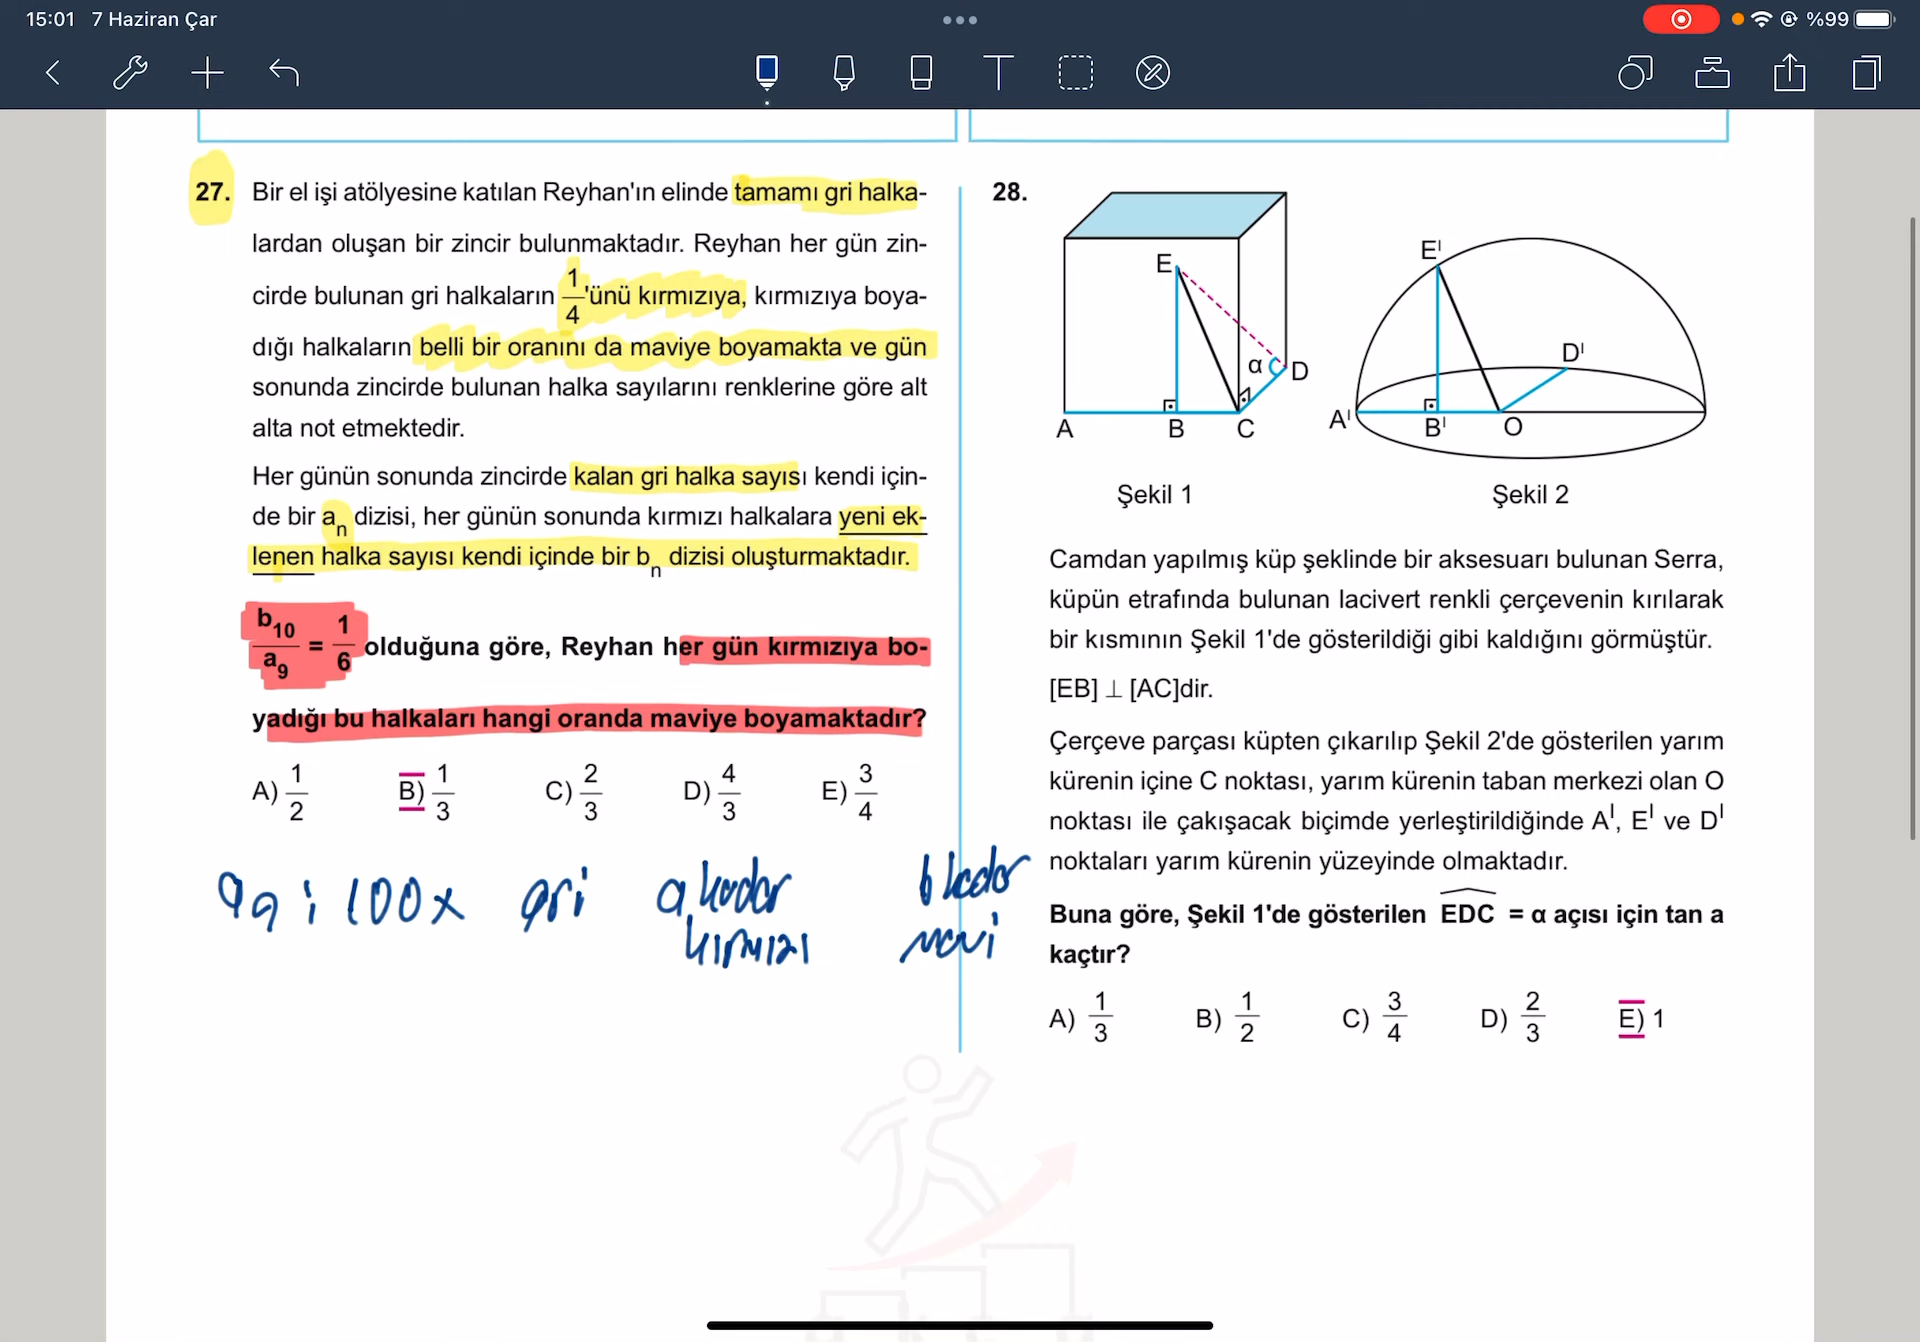 15:01 7 Haziran Çar
%99
27. Bir el işi atölyesine katılan Reyhan'ın elinde tamamı gri halka-
lardan oluşan bir zincir bulunmaktadır. Reyhan her gün zin-
cirde bulunan gri halkaların 1/4'ünü kırmızıya, kırmızıya boya-
dığı halkaların belli bir oranını da maviye boyamakta ve gün
sonunda zincirde bulunan halka sayılarını renklerine göre alt
alta not etmektedir.
Her günün sonunda zincirde kalan gri halka sayısı kendi için-
de bir aₙ dizisi, her günün sonunda kırmızı halkalara yeni ek-
lenen halka sayısı kendi içinde bir bₙ dizisi oluşturmaktadır.
b₁₀/a₉ = 1/6 olduğuna göre, Reyhan her gün kırmızıya bo-
yadığı bu halkaları hangi oranda maviye boyamaktadır?
A) 1/2 B) 1/3 C) 2/3 D) 4/3 E) 3/4
a₉ : 100x gri a kadar b kadar
kırmızı mavi
28.
E
α
D
A B C
Şekil 1
Eᴵ
Dᴵ
Aᴵ Bᴵ O
Şekil 2
Camdan yapılmış küp şeklinde bir aksesuarı bulunan Serra,
küpün etrafında bulunan lacivert renkli çerçevenin kırılarak
bir kısmının Şekil 1'de gösterildiği gibi kaldığını görmüştür.
[EB] ⊥ [AC]dir.
Çerçeve parçası küpten çıkarılıp Şekil 2'de gösterilen yarım
kürenin içine C noktası, yarım kürenin taban merkezi olan O
noktası ile çakışacak biçimde yerleştirildiğinde Aᴵ, Eᴵ ve Dᴵ
noktaları yarım kürenin yüzeyinde olmaktadır.
Buna göre, Şekil 1'de gösterilen EDC = α açısı için tan a
kaçtır?
A) 1/3 B) 1/2 C) 3/4 D) 2/3 E) 1